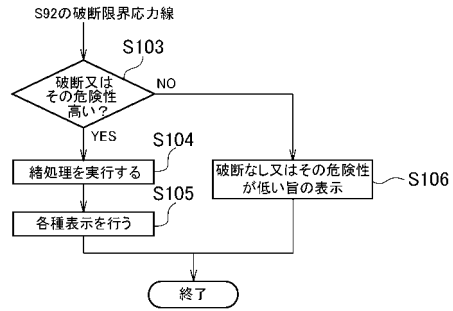 S92の破断限界応力線
S103
破断又は
その危険性
高い?
NO
YES
S104
緒処理を実行する
破断なし又はその危険性
が低い旨の表示
S106
S105
各種表示を行う
終了